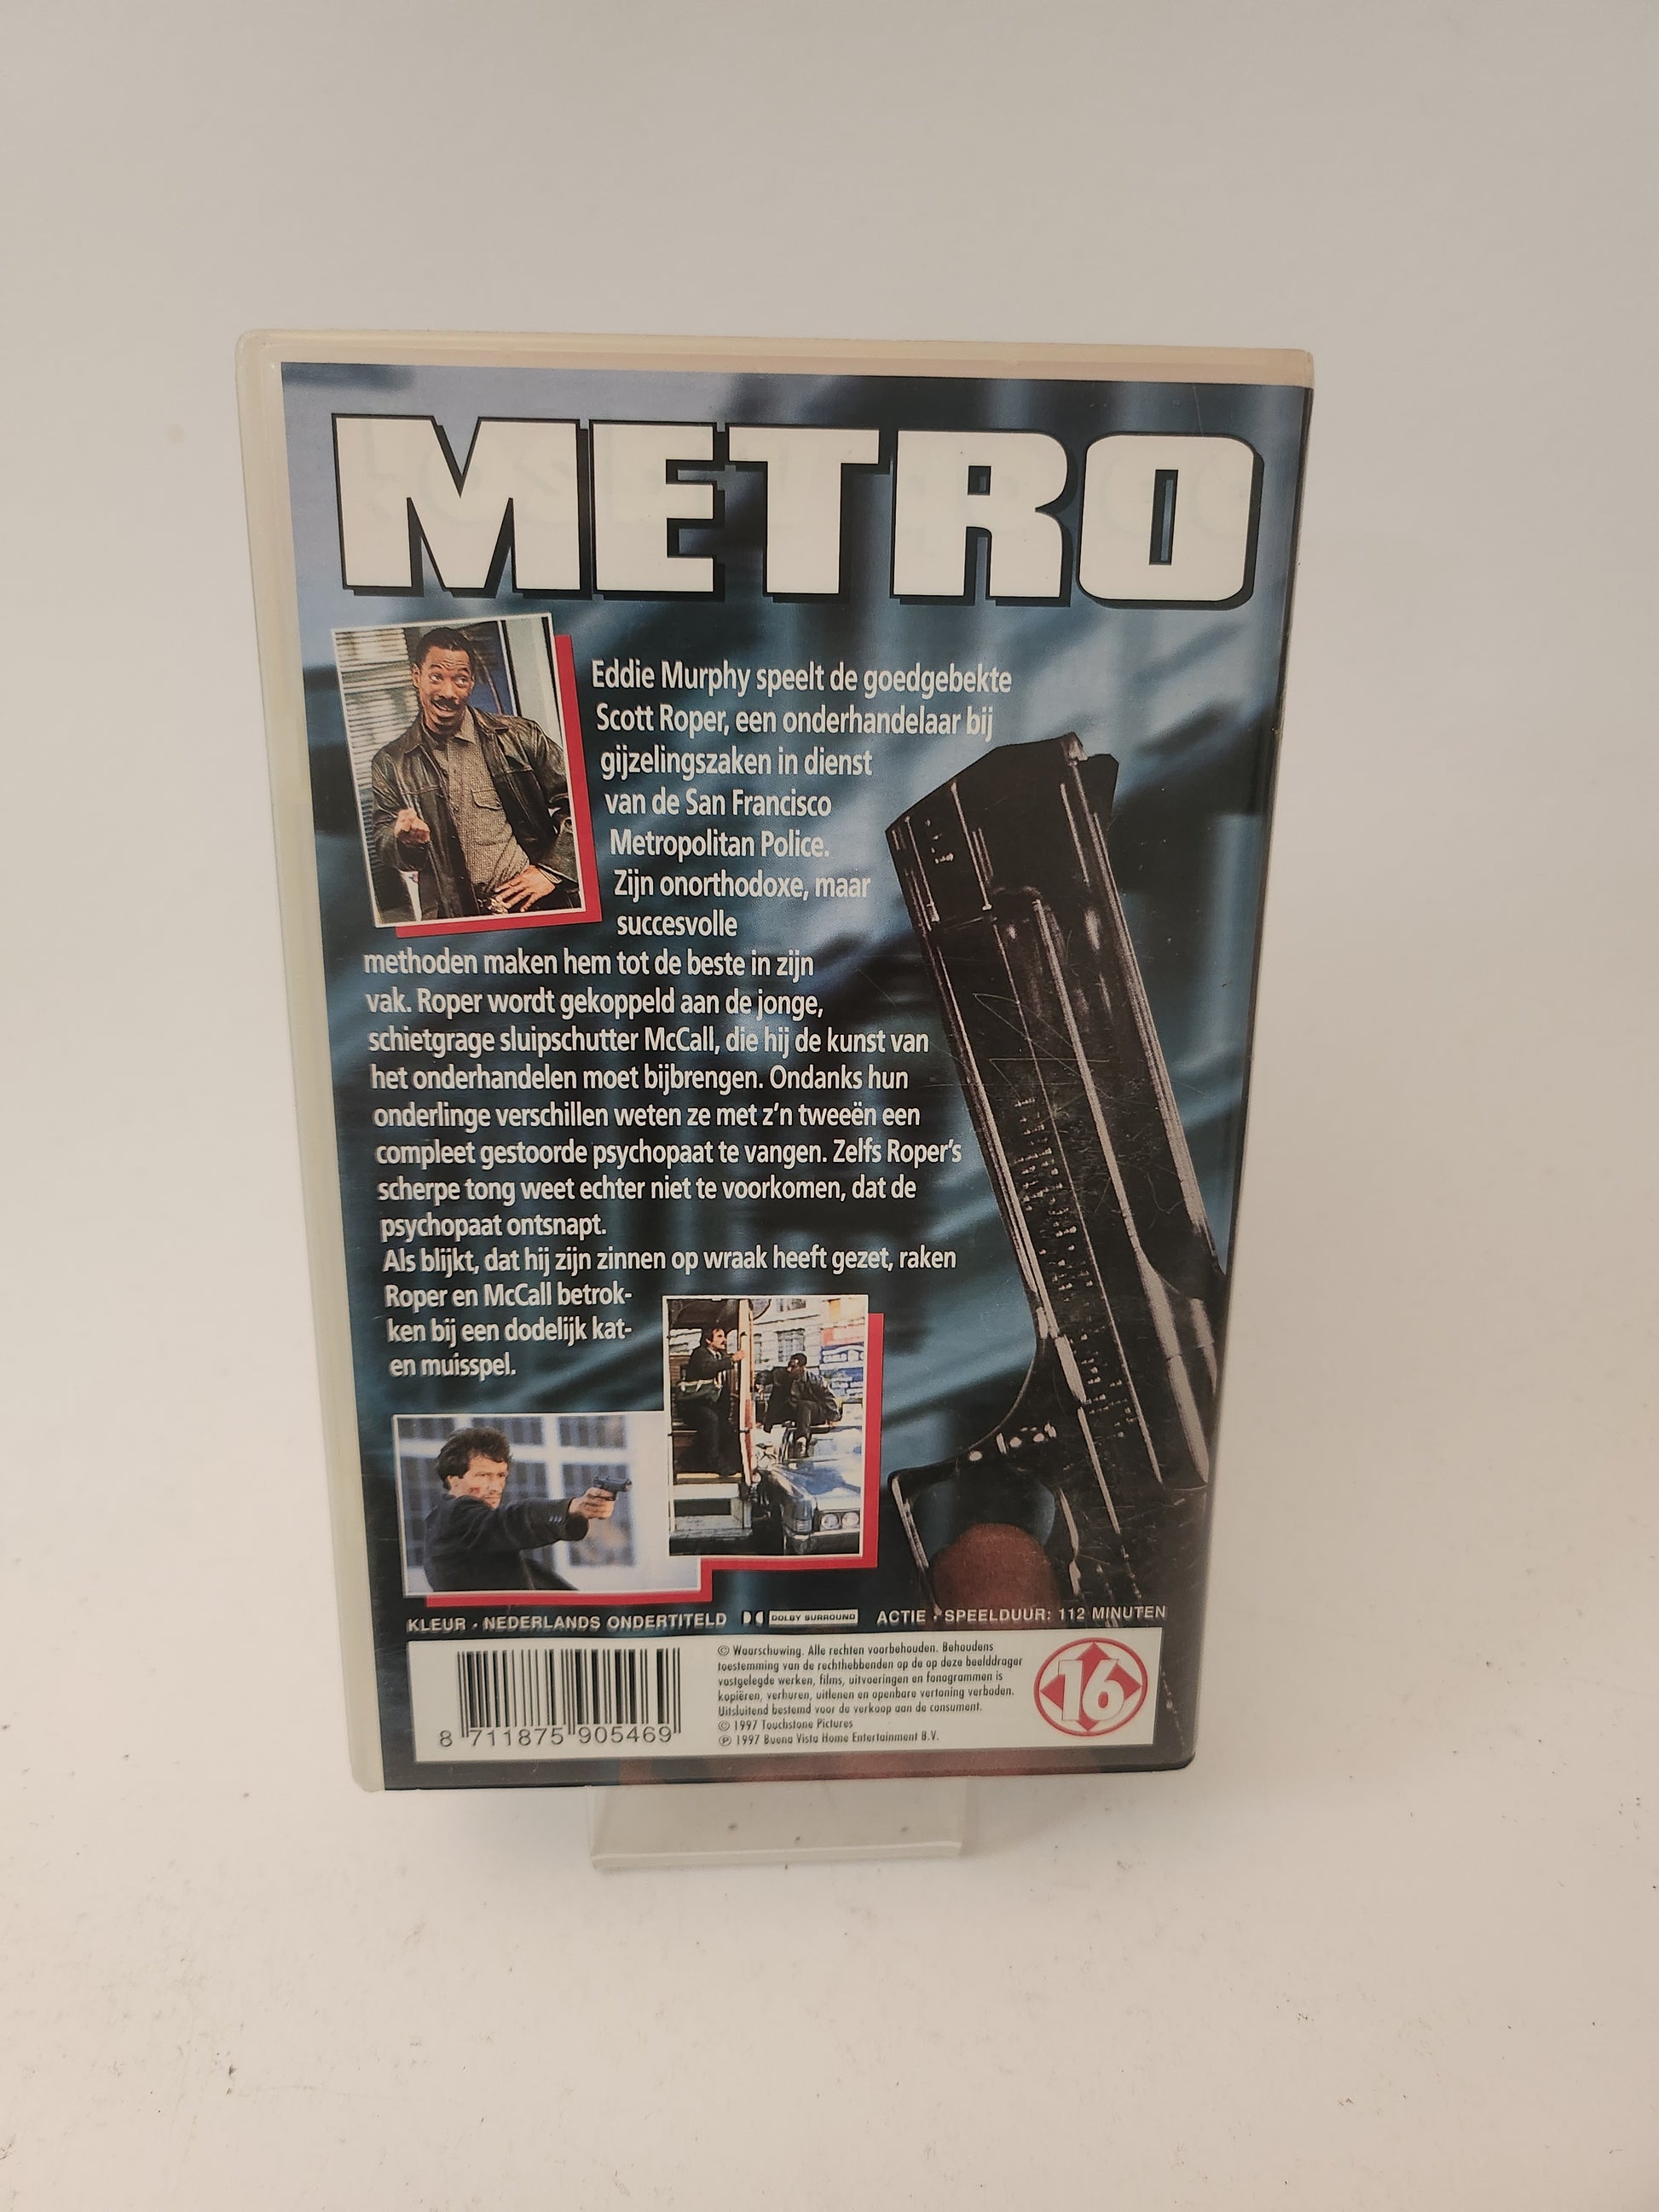 METRO
Eddie Murphy speelt de goedgebekte
Scott Roper, een onderhandelaar bij
gijzelingszaken in dienst
van de San Francisco
Metropolitan Police.
Zijn onorthodoxe, maar
succesvolle
methoden maken hem tot de beste in zijn
vak. Roper wordt gekoppeld aan de jonge,
schietgrage sluipschutter McCall, die hij de kunst van
het onderhandelen moet bijbrengen. Ondanks hun
onderlinge verschillen weten ze met z'n tweeën een
compleet gestoorde psychopaat te vangen. Zelfs Roper's
scherpe tong weet echter niet te voorkomen, dat de
psychopaat ontsnapt.
Als blijkt, dat hij zijn zinnen op wraak heeft gezet, raken
Roper en McCall betrok-
ken bij een dodelijk kat-
en muisspel.
KLEUR · NEDERLANDS ONDERTITELD DOLBY SURROUND ACTIE · SPEELDUUR: 112 MINUTEN
© Waarschuwing. Alle rechten voorbehouden. Behoudens
toestemming van de rechthebbenden op de op deze beelddrager
vastgelegde werken, films, uitvoeringen en fonogrammen is
kopiëren, verhuren, uitlenen en openbare vertoning verboden.
Uitsluitend bestemd voor de verkoop aan de consument.
© 1997 Touchstone Pictures
℗ 1997 Buena Vista Home Entertainment B.V.
16
8 711875 905469